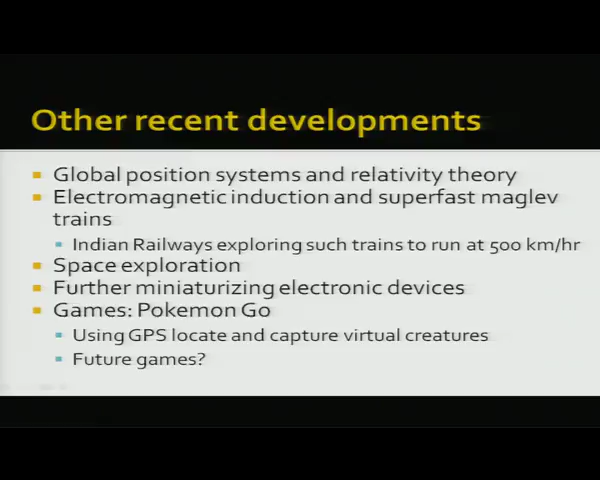 Other recent developments
Global position systems and relativity theory
Electromagnetic induction and superfast maglev
trains
Indian Railways exploring such trains to run at 500 km/hr
Space exploration
Further miniaturizing electronic devices
Games: Pokemon Go
Using GPS locate and capture virtual creatures
Future games?